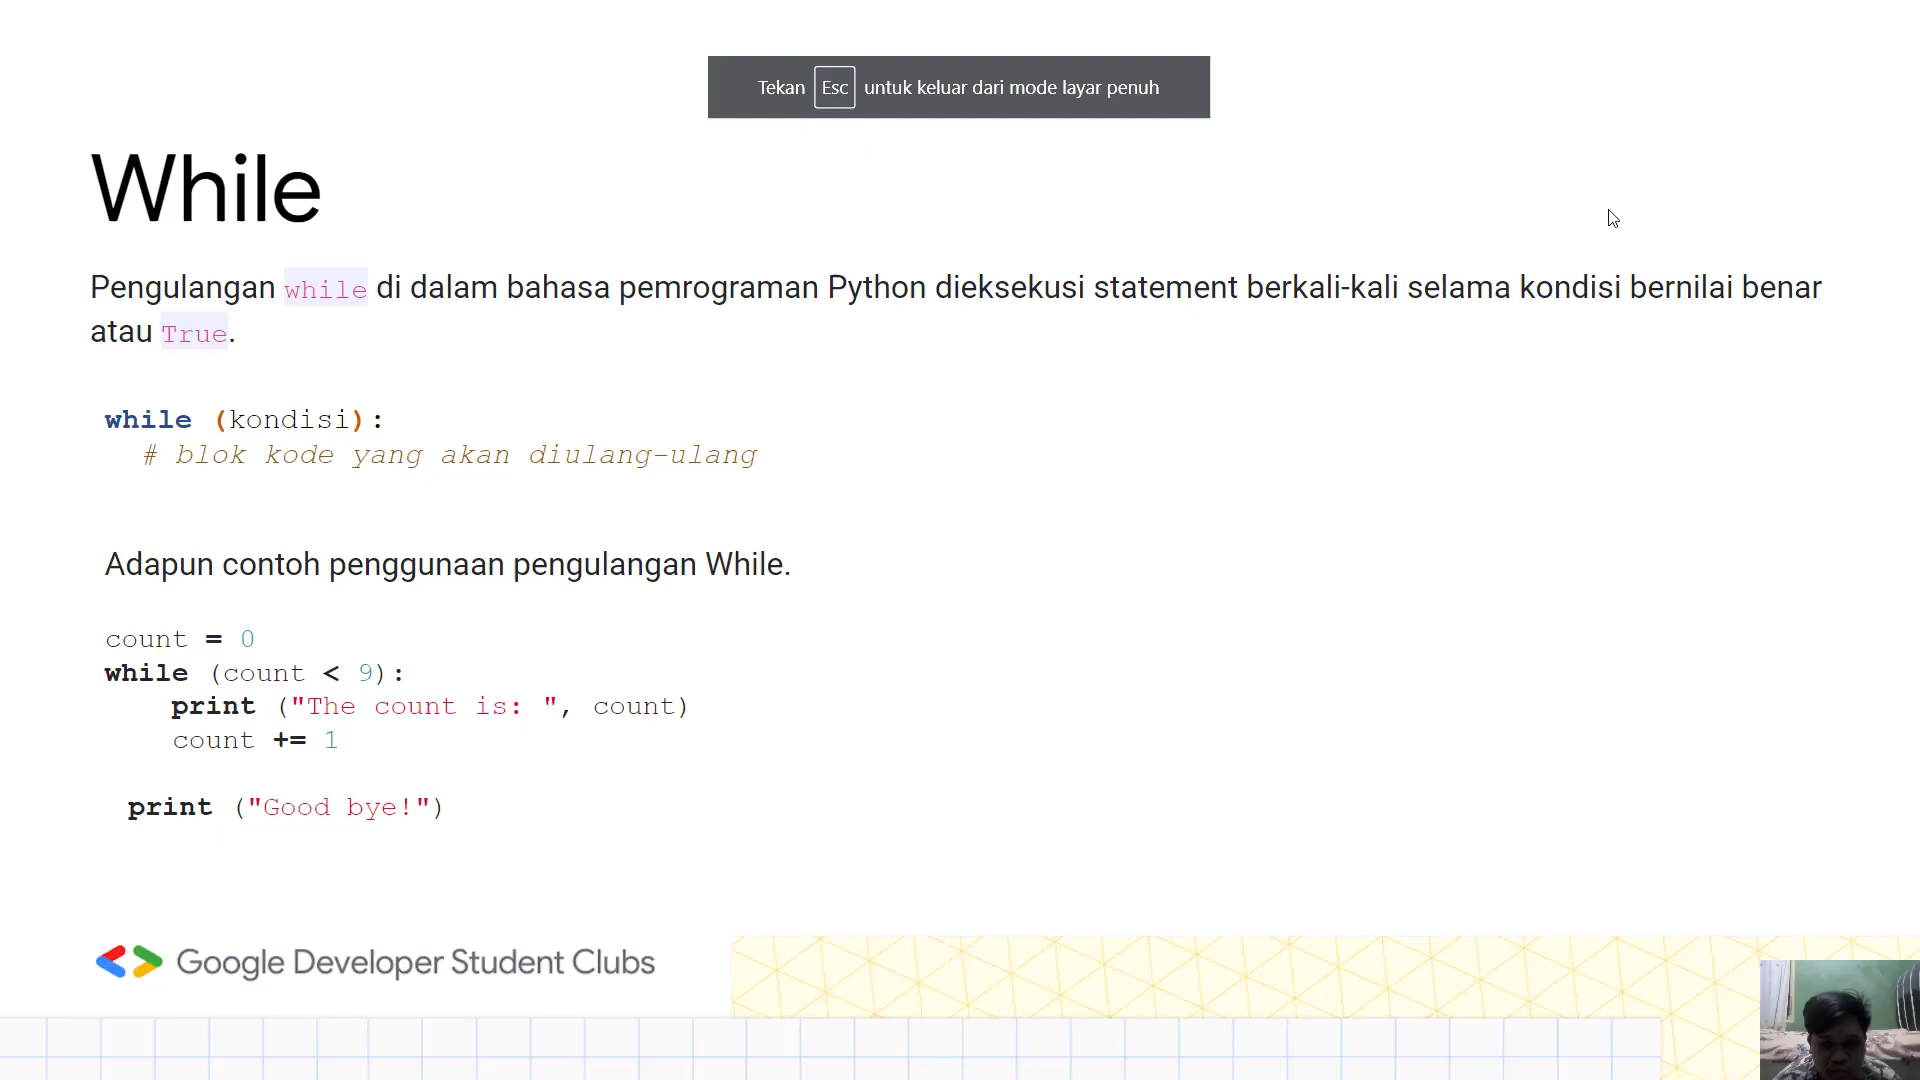 Tekan Esc untuk keluar dari mode layar penuh
While
Pengulangan while di dalam bahasa pemrograman Python dieksekusi statement berkali-kali selama kondisi bernilai benar
atau True.
while (kondisi):
# blok kode yang akan diulang-ulang
Adapun contoh penggunaan pengulangan While.
count = 0
while (count < 9):
print ("The count is: ", count)
count += 1
print ("Good bye!")
Google Developer Student Clubs